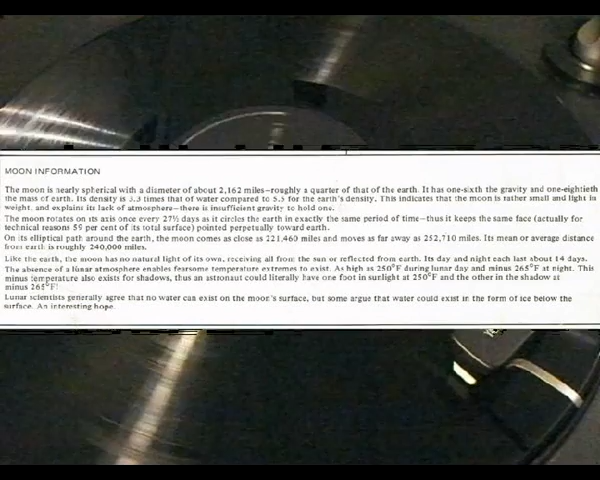 MOON INFORMATION
The moon is nearly spherical with a diameter of about 2,162 miles—roughly a quarter of that of the earth. It has one-sixth the gravity and one-eightieth
the mass of earth. Its density is 3.3 times that of water compared to 5.5 for the earth's density. This indicates that the moon is rather small and light in
weight, and explains its lack of atmosphere—there is insufficient gravity to hold one.
The moon rotates on its axis once every 27½ days as it circles the earth in exactly the same period of time—thus it keeps the same face (actually for
technical reasons 59 per cent of its total surface) pointed perpetually toward earth.
On its elliptical path around the earth, the moon comes as close as 221,460 miles and moves as far away as 252,710 miles. Its mean or average distance
from earth is roughly 240,000 miles.
Like the earth, the moon has no natural light of its own, receiving all from the sun or reflected from earth. Its day and night each last about 14 days.
The absence of a lunar atmosphere enables fearsome temperature extremes to exist. As high as 250°F during lunar day and minus 265°F at night. This
minus temperature also exists for shadows, thus an astronaut could literally have one foot in sunlight at 250°F and the other in the shadow at
minus 265°F!
Lunar scientists generally agree that no water can exist on the moon's surface, but some argue that water could exist in the form of ice below the
surface. An interesting hope.